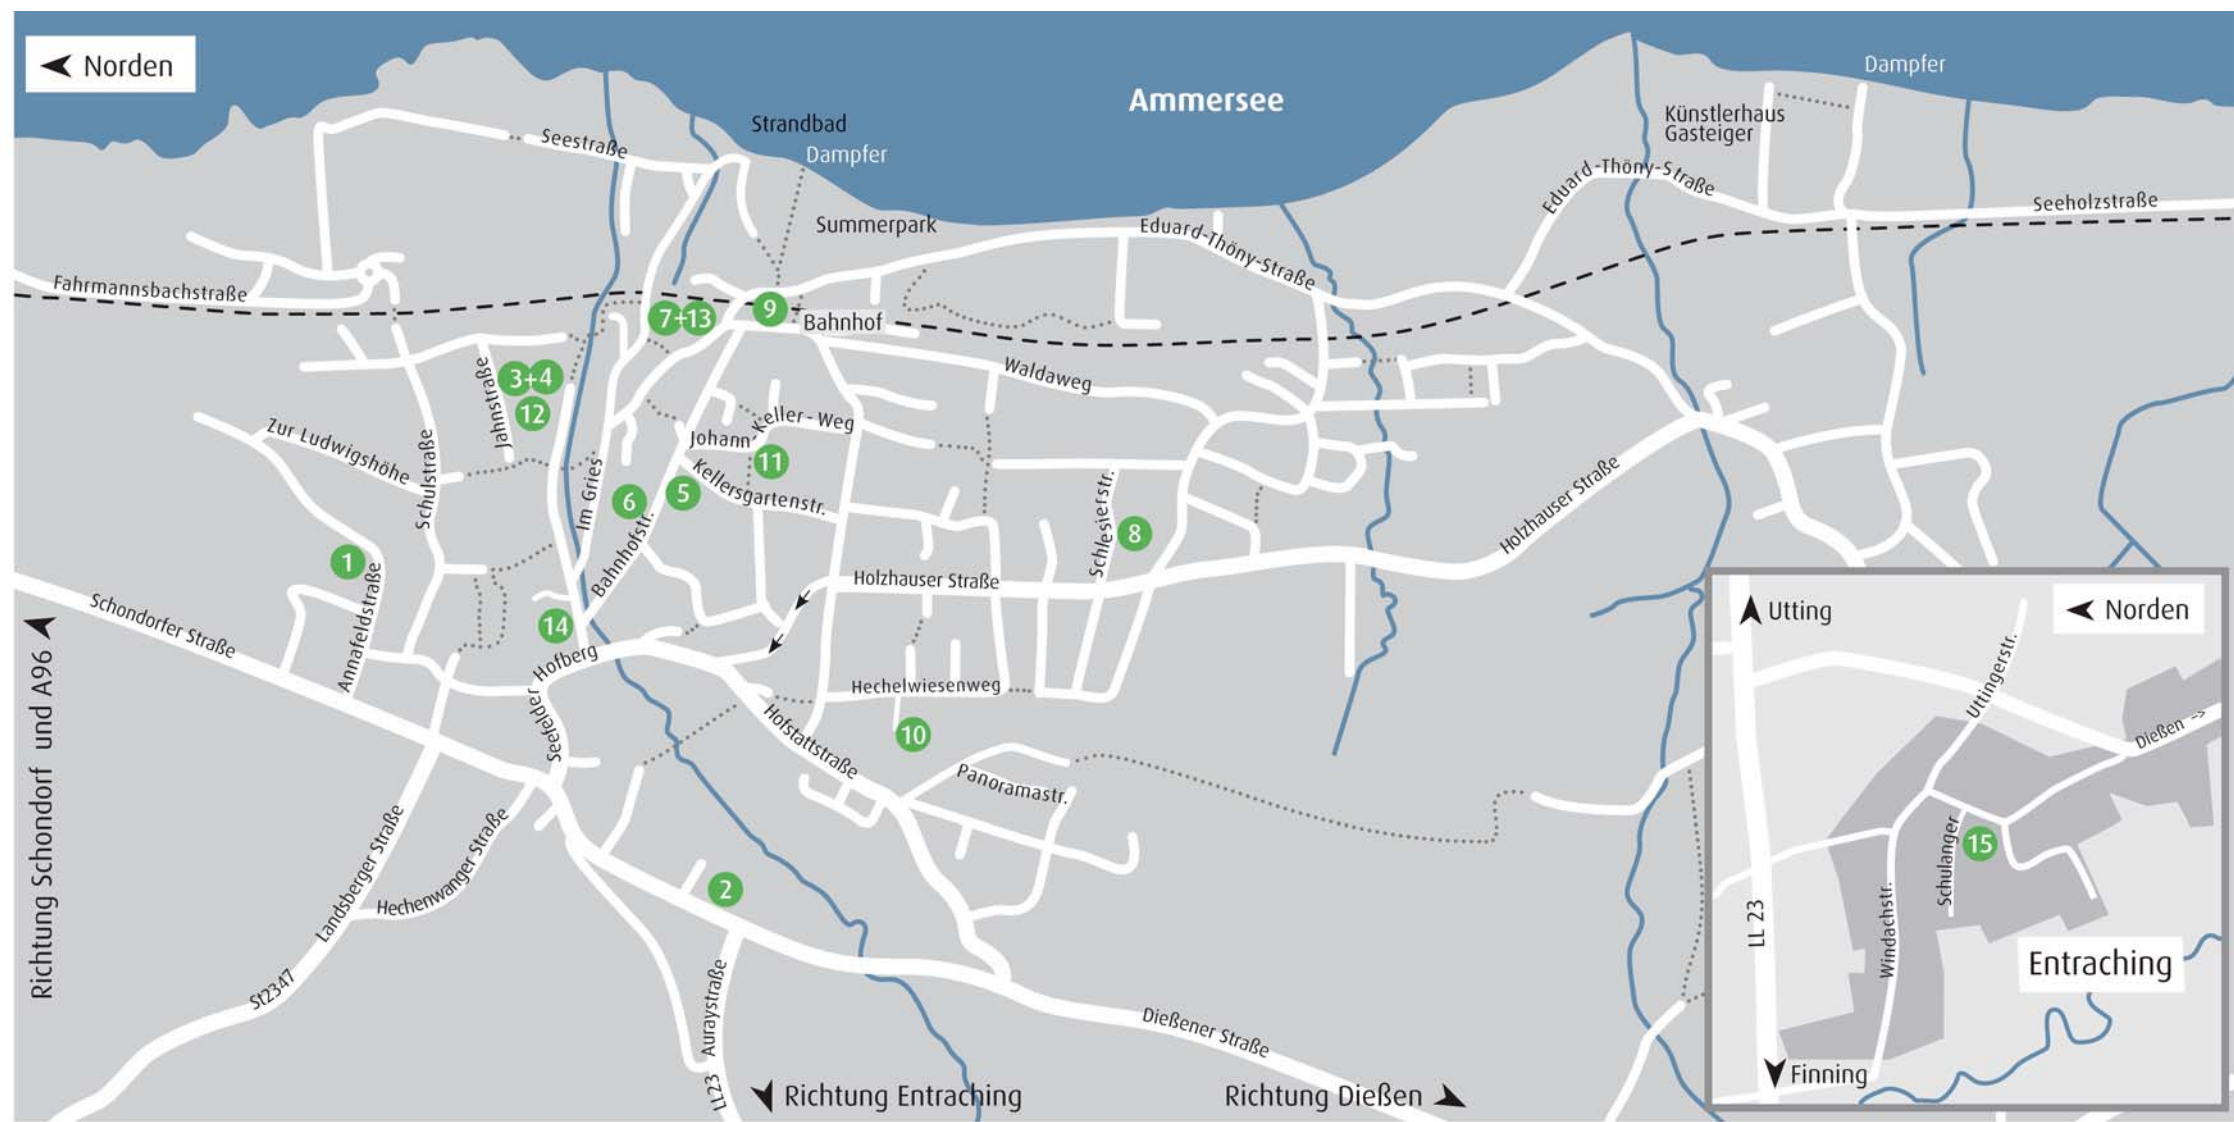 Norden
Ammersee
Dampfer
Künstlerhaus
Gasteiger
Strandbad
Dampfer
Seestraße
Summerpark
Eduard-Thöny-Straße
Eduard-Thöny-Straße
Seeholzstraße
Fahrmannsbachstraße
7+13
9
Bahnhof
Waldaweg
Jahnstraße
3+4
12
Zur Ludwigshöhe
Schulstraße
Johann-Keller-Weg
11
Kellersgartenstr.
Im Gries
6
5
Bahnhofstr.
Schlesierstr.
8
Holzhauser Straße
1
Annafeldstraße
Schondorfer Straße
Holzhauser Straße
14
Seefelder Hofberg
Hechelwiesenweg
10
Hofstattstraße
Panoramastr.
Richtung Schondorf und A96
Landsberger Straße
Hechenwanger Straße
2
St2347
Auraystraße
LL23
Dießener Straße
Richtung Entraching
Richtung Dießen
Utting
Norden
Uttingerstr.
Dießen ->
Schulanger
15
Windachstr.
LL 23
Entraching
Finning